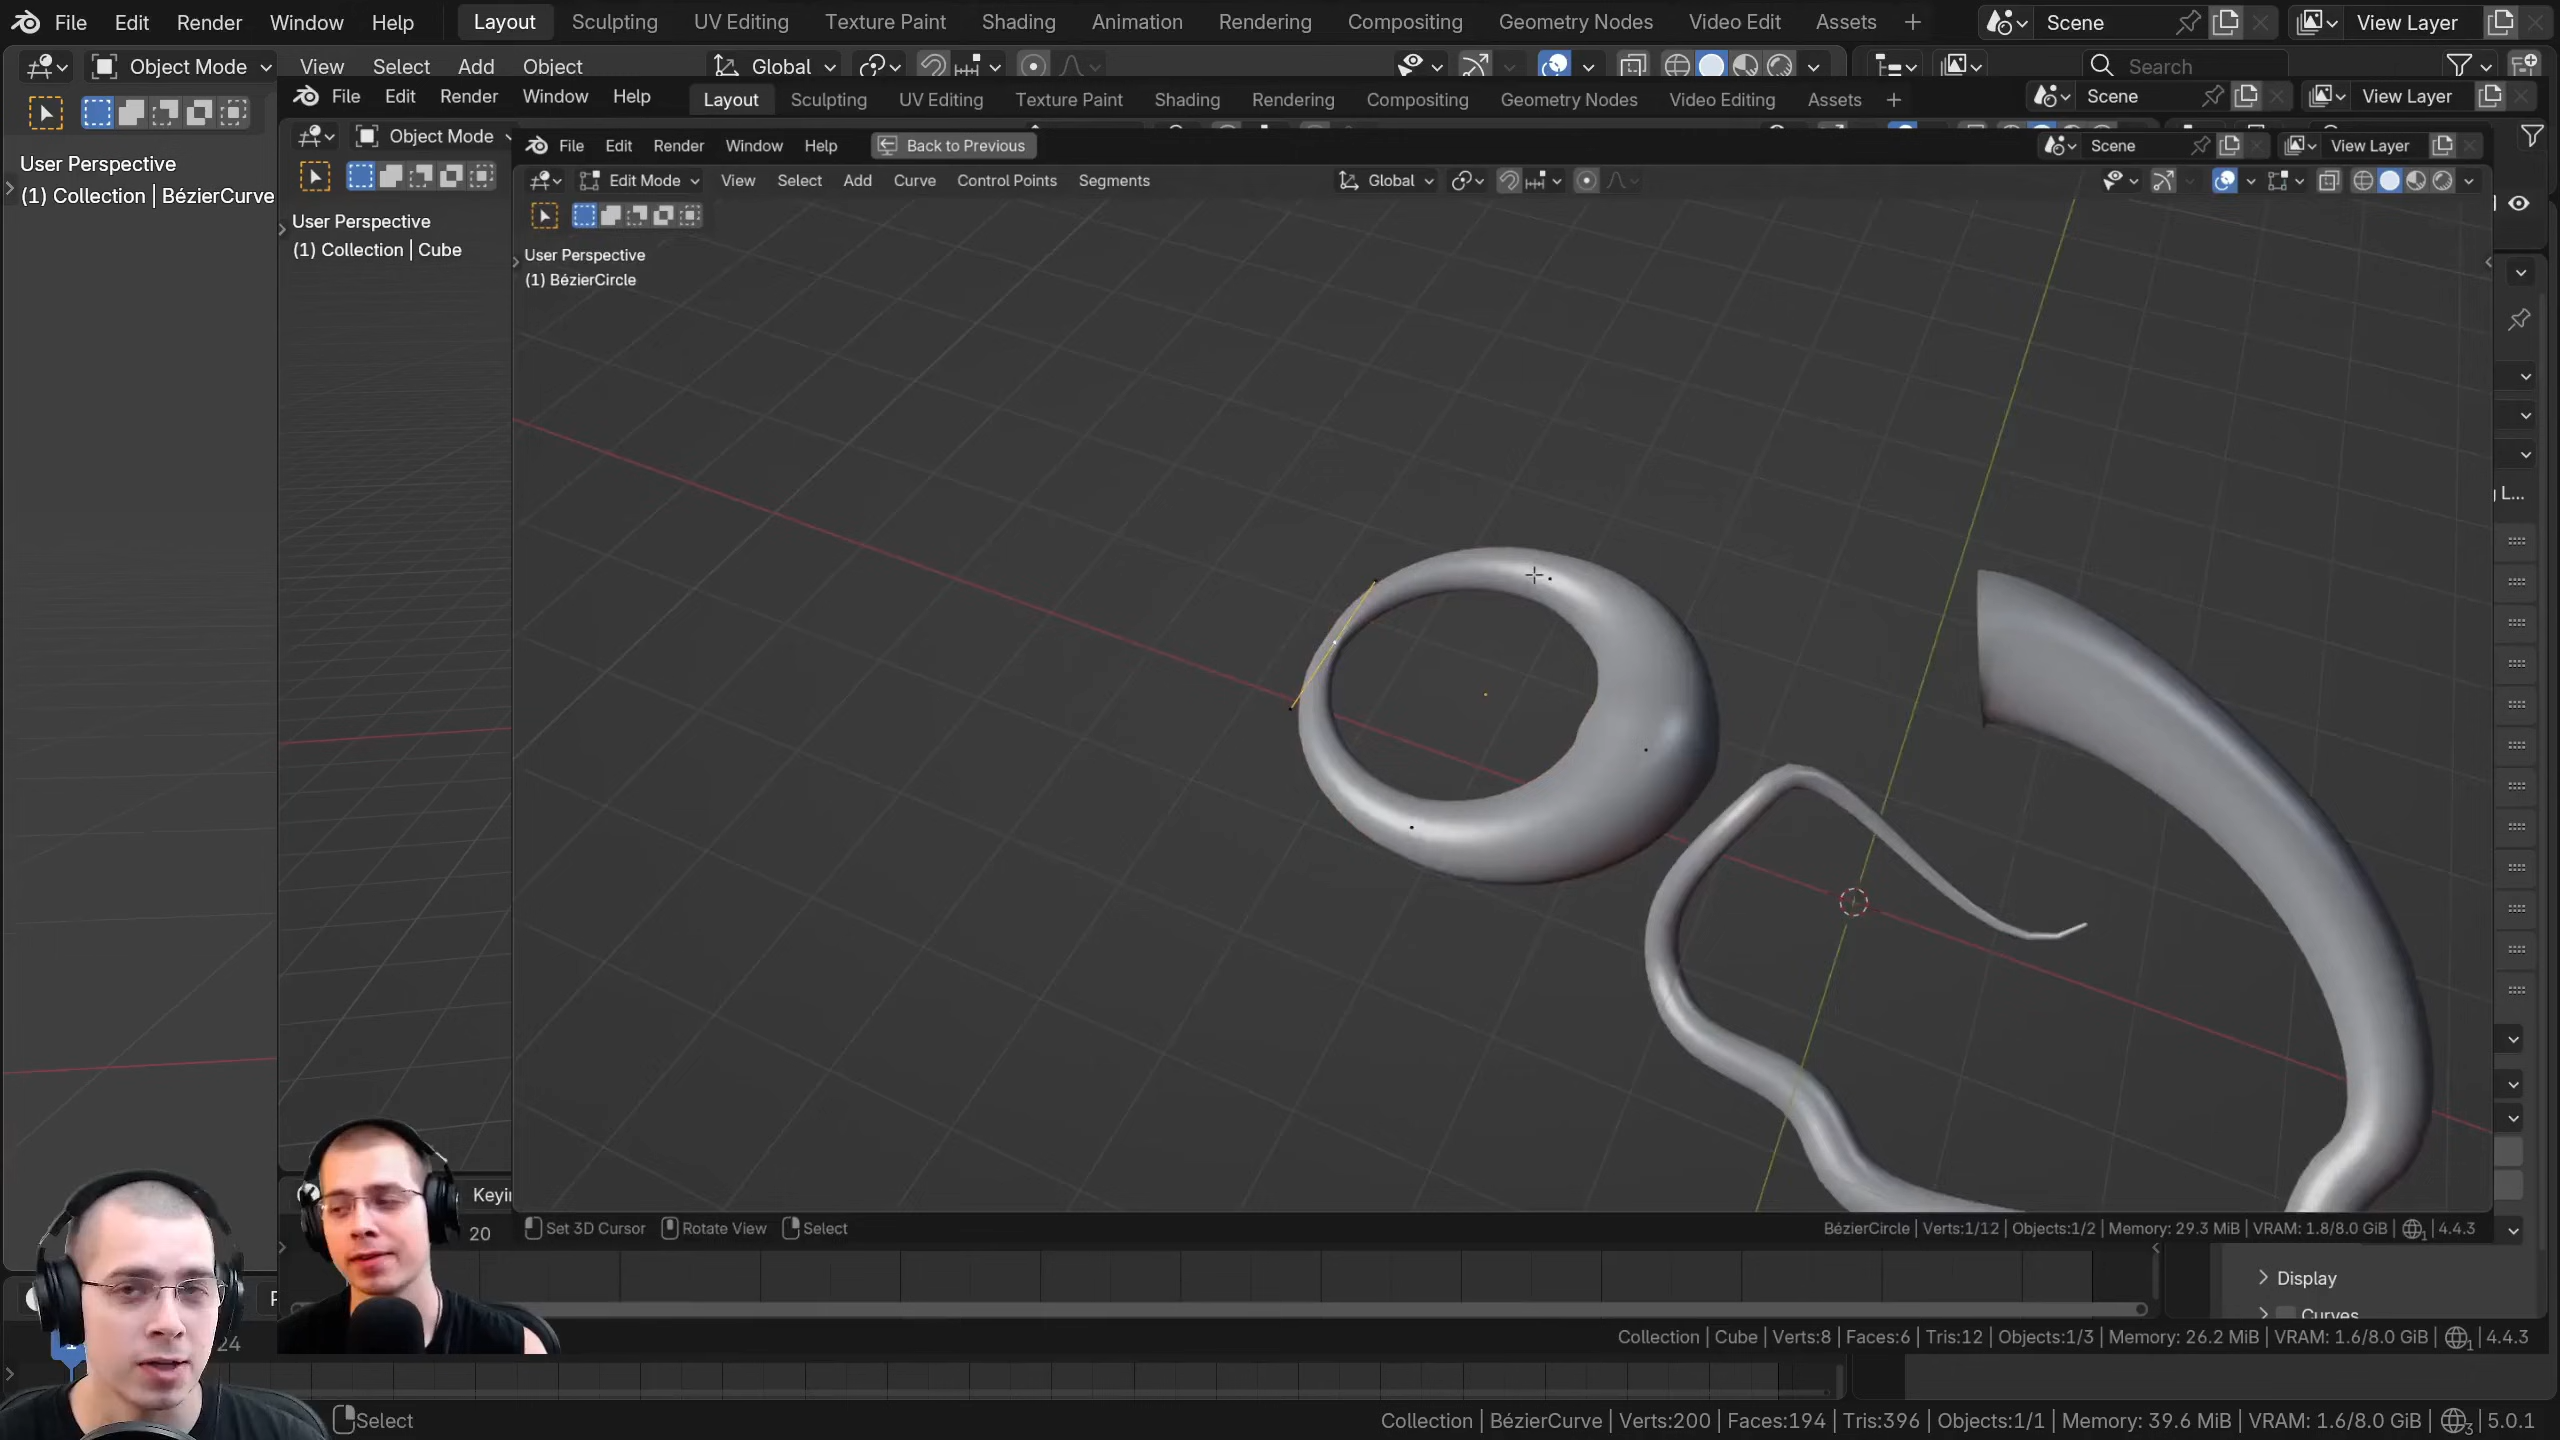 File Edit Render Window Help Layout Sculpting UV Editing Texture Paint Shading Animation Rendering Compositing Geometry Nodes Video Edit Assets + Scene View Layer
Object Mode View Select Add Object Global Search
File Edit Render Window Help Layout Sculpting UV Editing Texture Paint Shading Rendering Compositing Geometry Nodes Video Editing Assets + Scene View Layer
Object Mode
File Edit Render Window Help Back to Previous Scene View Layer
Edit Mode View Select Add Curve Control Points Segments Global
User Perspective
(1) Collection | BézierCurve
User Perspective
(1) Collection | Cube
User Perspective
(1) BézierCircle
L...
Keyin
20
Set 3D Cursor Rotate View Select BézierCircle | Verts:1/12 | Objects:1/2 | Memory: 29.3 MiB | VRAM: 1.8/8.0 GiB | 1 | 4.4.3
Display
Curves
24
Collection | Cube | Verts:8 | Faces:6 | Tris:12 | Objects:1/3 | Memory: 26.2 MiB | VRAM: 1.6/8.0 GiB | 1 | 4.4.3
Select Collection | BézierCurve | Verts:200 | Faces:194 | Tris:396 | Objects:1/1 | Memory: 39.6 MiB | VRAM: 1.6/8.0 GiB | 3 | 5.0.1